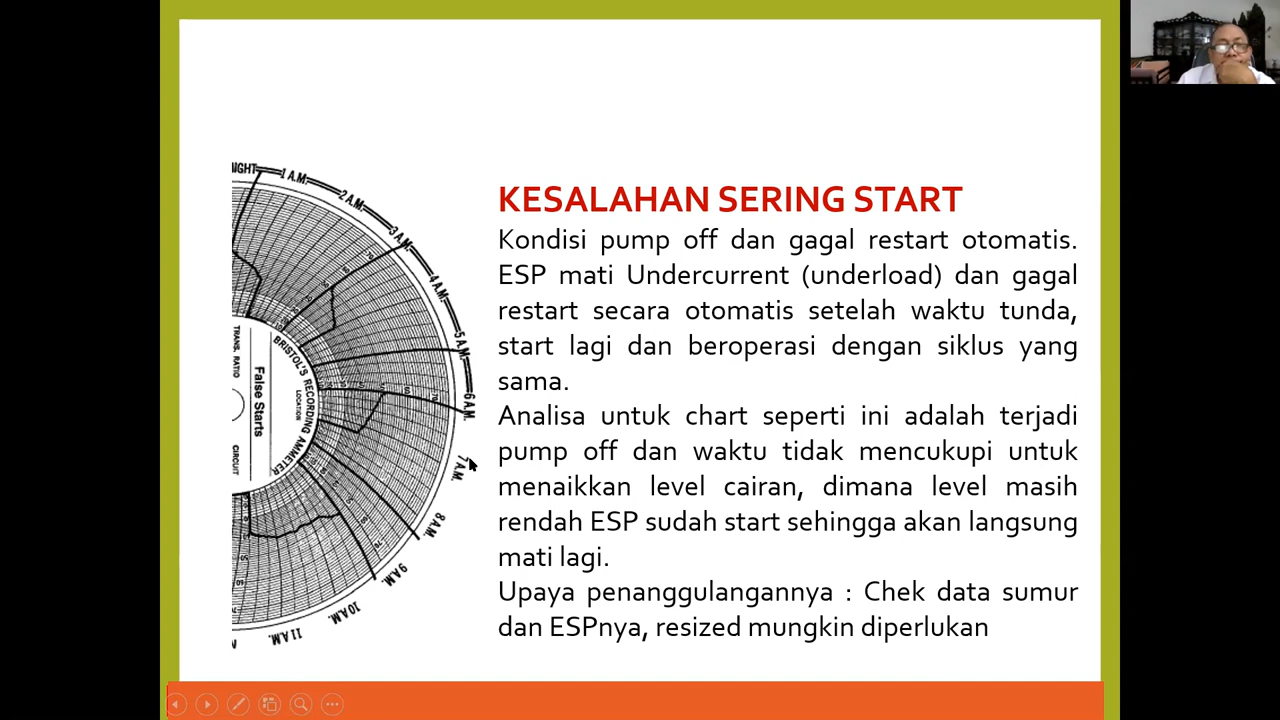 KESALAHAN SERING START
Kondisi pump off dan gagal restart otomatis.
ESP mati Undercurrent (underload) dan gagal
restart secara otomatis setelah waktu tunda,
start lagi dan beroperasi dengan siklus yang
sama.
Analisa untuk chart seperti ini adalah terjadi
pump off dan waktu tidak mencukupi untuk
menaikkan level cairan, dimana level masih
rendah ESP sudah start sehingga akan langsung
mati lagi.
Upaya penanggulangannya : Chek data sumur
dan ESPnya, resized mungkin diperlukan
1 A.M.
2 A.M.
3 A.M.
4 A.M.
5 A.M.
6 A.M.
7 A.M.
8 A.M.
9 A.M.
10 A.M.
11 A.M.
BRISTOL'S RECORDING AMMETER
LOCATION
False Starts
TRANS. RATIO
CIRCUIT